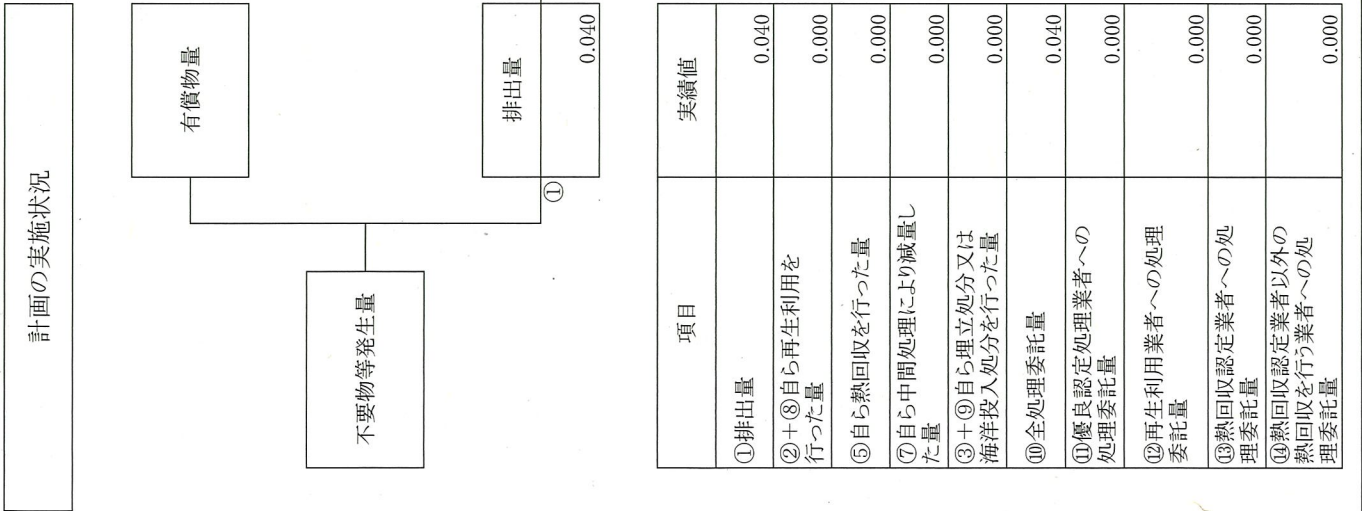 計画の実施状況
有償物量
不要物等発生量
排出量
①
0.040
項目
実績値
①排出量
0.040
②+⑧自ら再生利用を
行った量
0.000
⑤自ら熱回収を行った量
0.000
⑦自ら中間処理により減量し
た量
0.000
③+⑨自ら埋立処分又は
海洋投入処分を行った量
0.000
⑩全処理委託量
0.040
⑪優良認定処理業者への
処理委託量
0.000
⑫再生利用業者への処理
委託量
0.000
⑬熱回収認定業者への処
理委託量
0.000
⑭熱回収認定業者以外の
熱回収を行う業者への処
理委託量
0.000